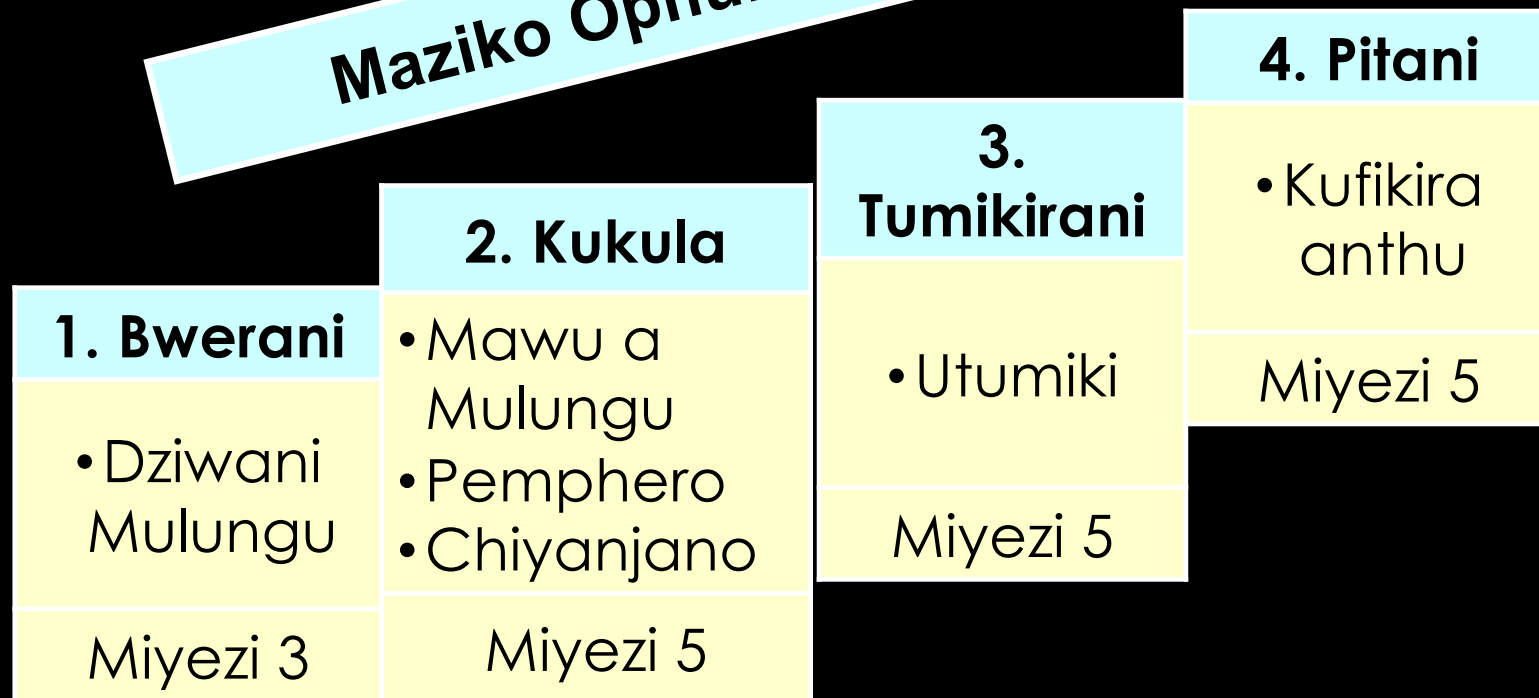 Maziko
1. Bwerani
•Dziwani
Mulungu
Miyezi 3
2. Kukula
•Mawu a
Mulungu
•Pemphero
•Chiyanjano
Miyezi 5
3.
Tumikirani
•Utumiki
Miyezi 5
4. Pitani
•Kufikira
anthu
Miyezi 5